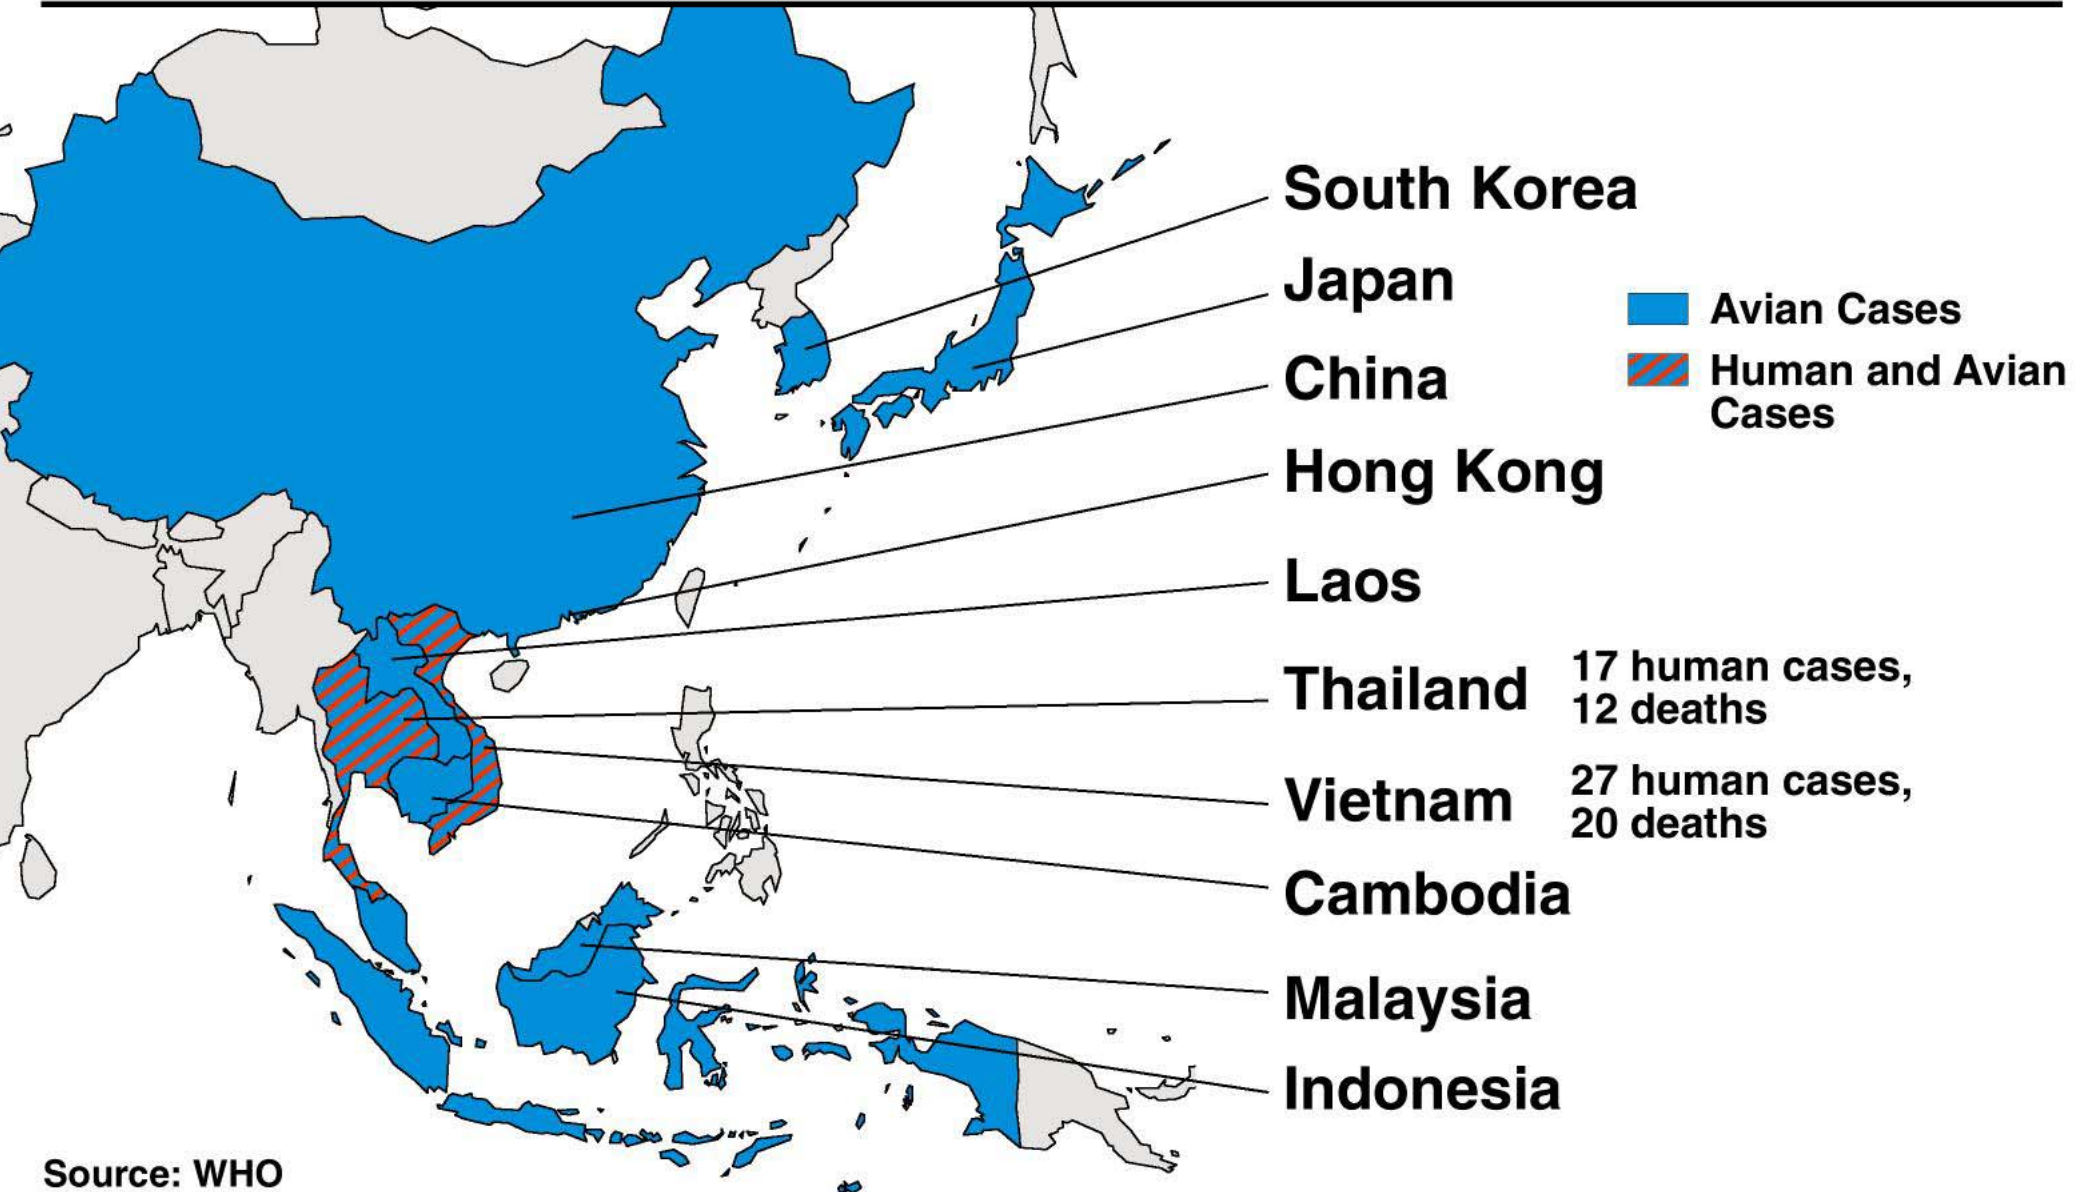 South Korea
Japan
Avian Cases
Human and Avian
Cases
China
Hong Kong
Laos
Thailand
17 human cases,
12 deaths
Vietnam
27 human cases,
20 deaths
Cambodia
Malaysia
Indonesia
Source: WHO